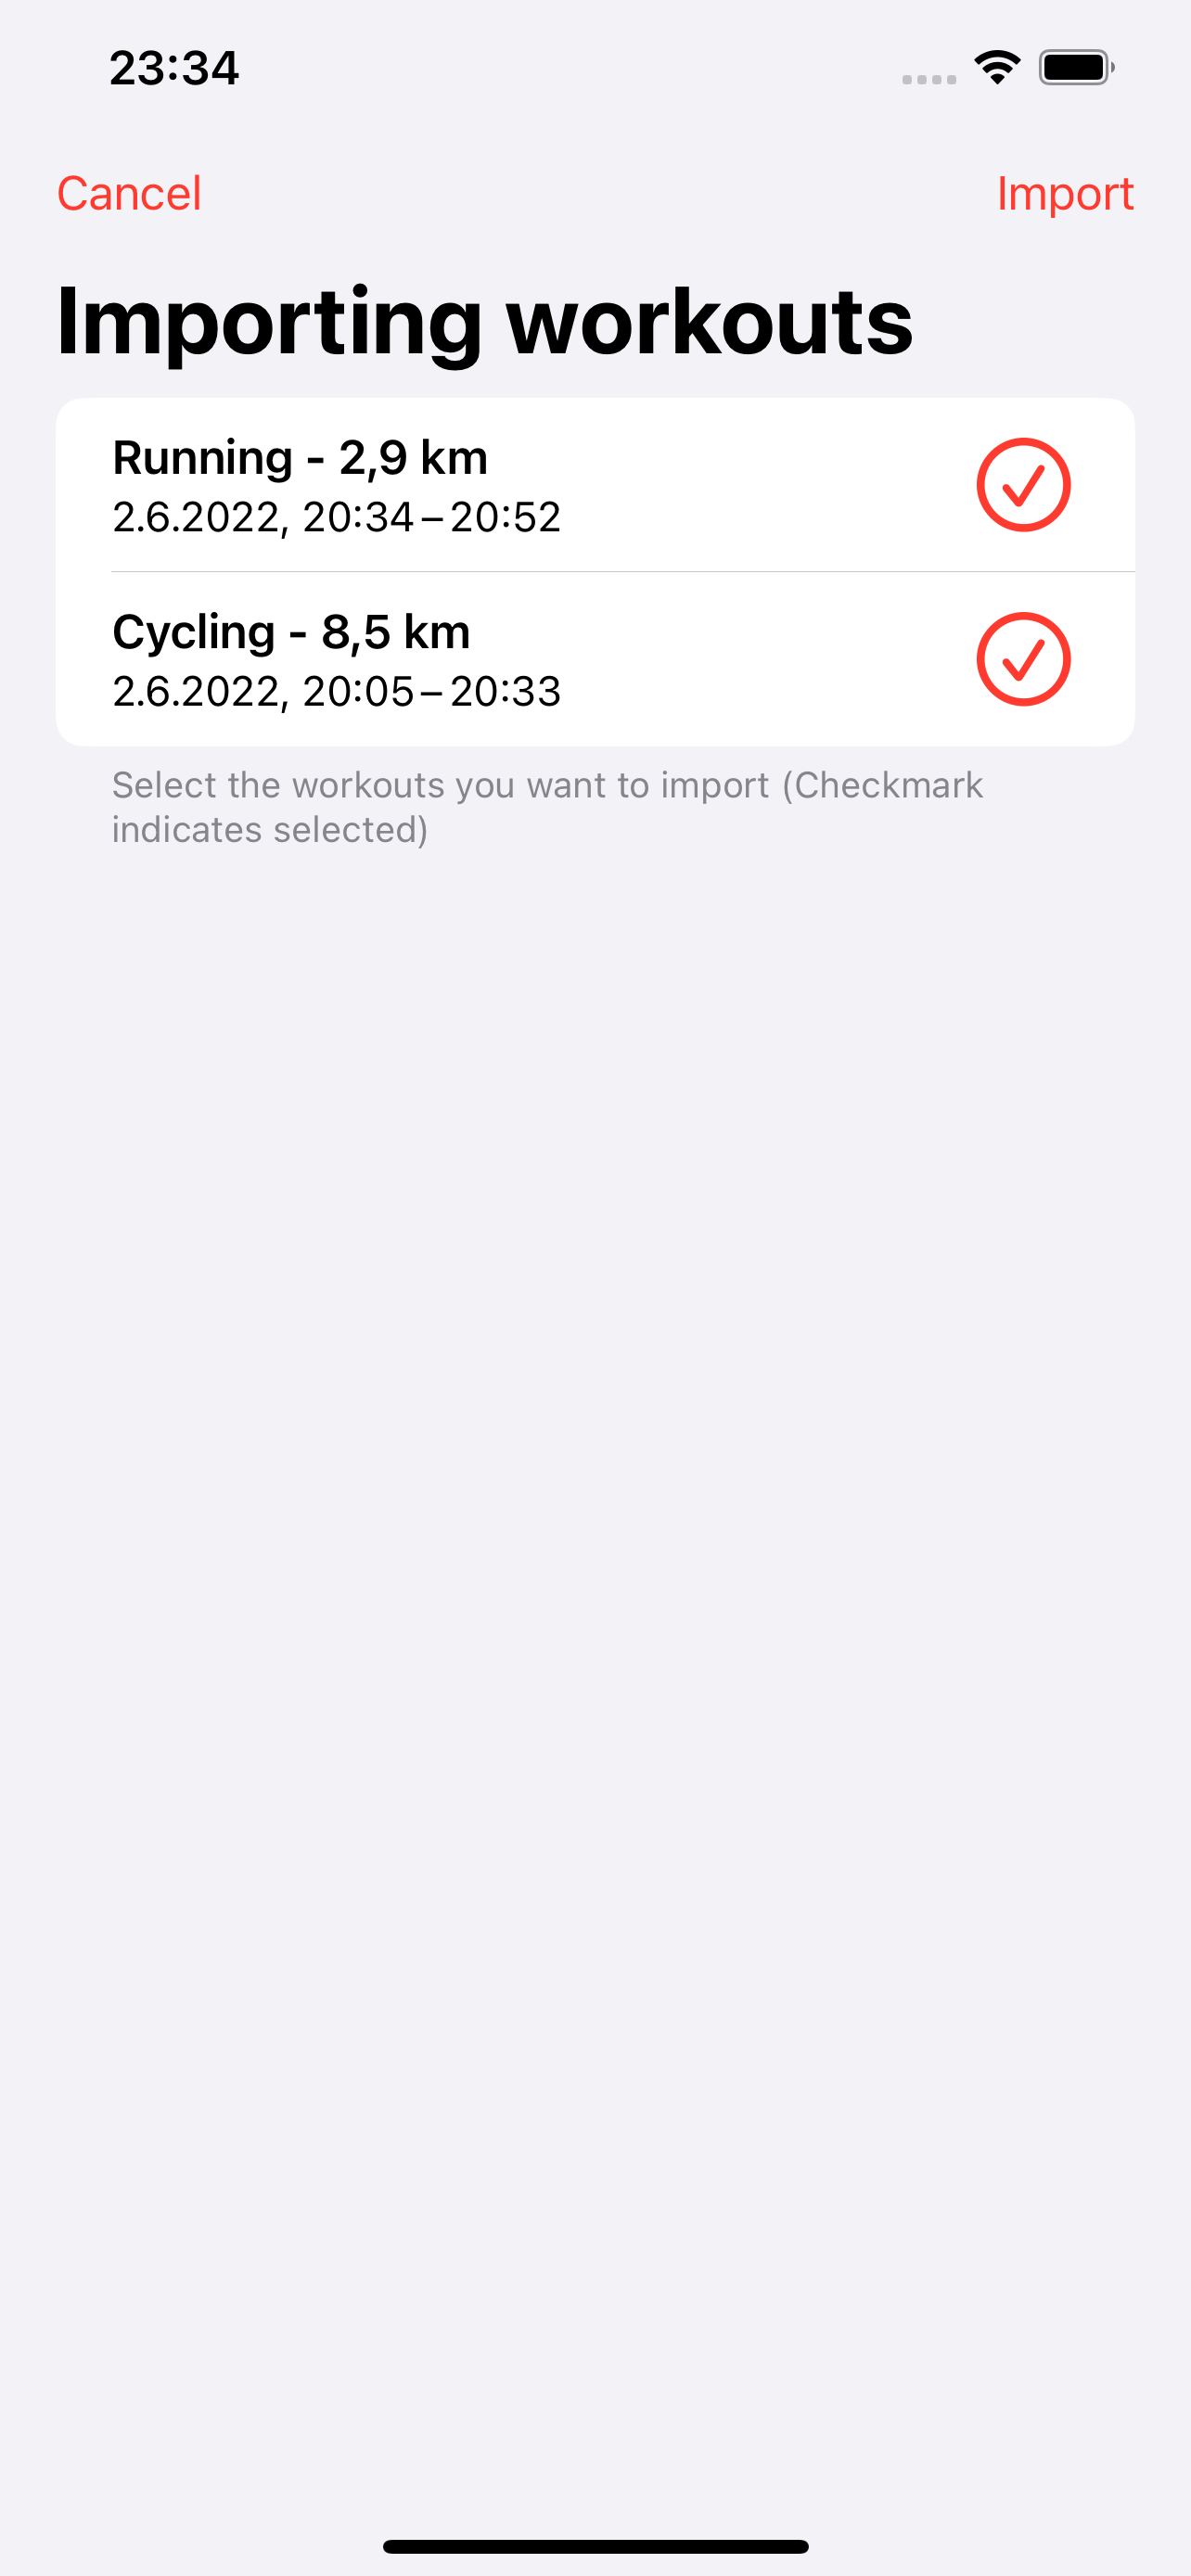 23:34
Cancel
Import
Importing workouts
Running - 2,9 km
2.6.2022, 20:34 – 20:52
Cycling - 8,5 km
2.6.2022, 20:05 – 20:33
Select the workouts you want to import (Checkmark
indicates selected)